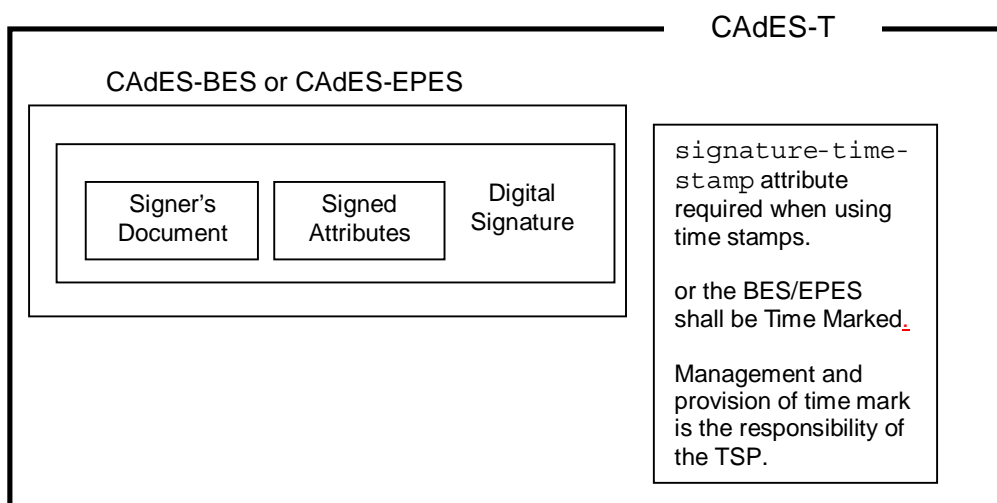 CAdES-T
CAdES-BES or CAdES-EPES
Signer’s
Document
Signed
Attributes
Digital
Signature
signature-time-
stamp attribute
required when using
time stamps.
or the BES/EPES
shall be Time Marked.
Management and
provision of time mark
is the responsibility of
the TSP.